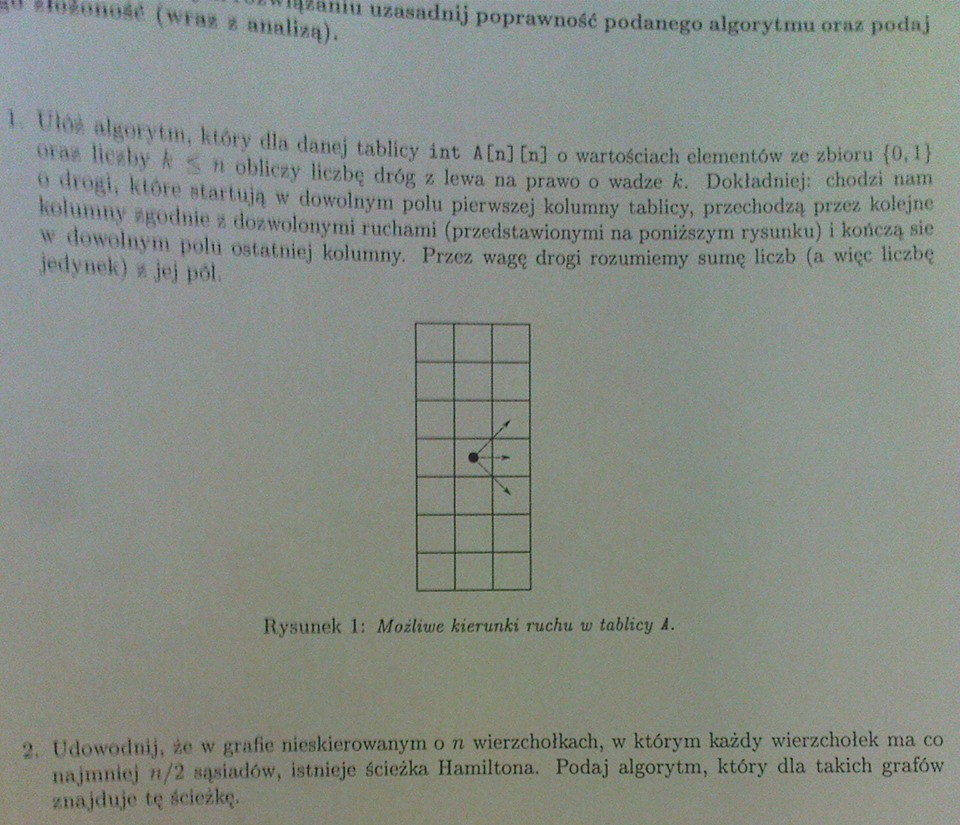 złożoność (wraz z analizą).
rozwiązaniu uzasadnij poprawność podanego algorytmu oraz podaj
1. Ułóż algorytm, który dla danej tablicy int A[n][n] o wartościach elementów ze zbioru {0,1}
oraz liczby k ≤ n obliczy liczbę dróg z lewa na prawo o wadze k. Dokładniej: chodzi nam
o drogi, które startują w dowolnym polu pierwszej kolumny tablicy, przechodzą przez kolejne
kolumny zgodnie z dozwolonymi ruchami (przedstawionymi na poniższym rysunku) i kończą sie
w dowolnym polu ostatniej kolumny. Przez wagę drogi rozumiemy sumę liczb (a więc liczbę
jedynek) z jej pól.
Rysunek 1: Możliwe kierunki ruchu w tablicy A.
2. Udowodnij, że w grafie nieskierowanym o n wierzchołkach, w którym każdy wierzchołek ma co
najmniej n/2 sąsiadów, istnieje ścieżka Hamiltona. Podaj algorytm, który dla takich grafów
znajduje tę ścieżkę.